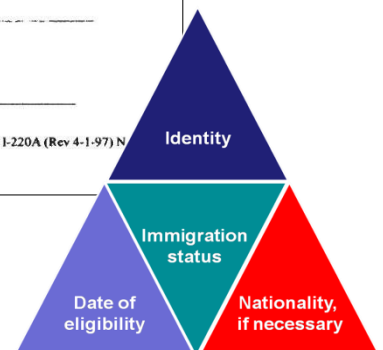 I-220A (Rev 4-1-97) N
Identity
Immigration
status
Date of
eligibility
Nationality,
if necessary